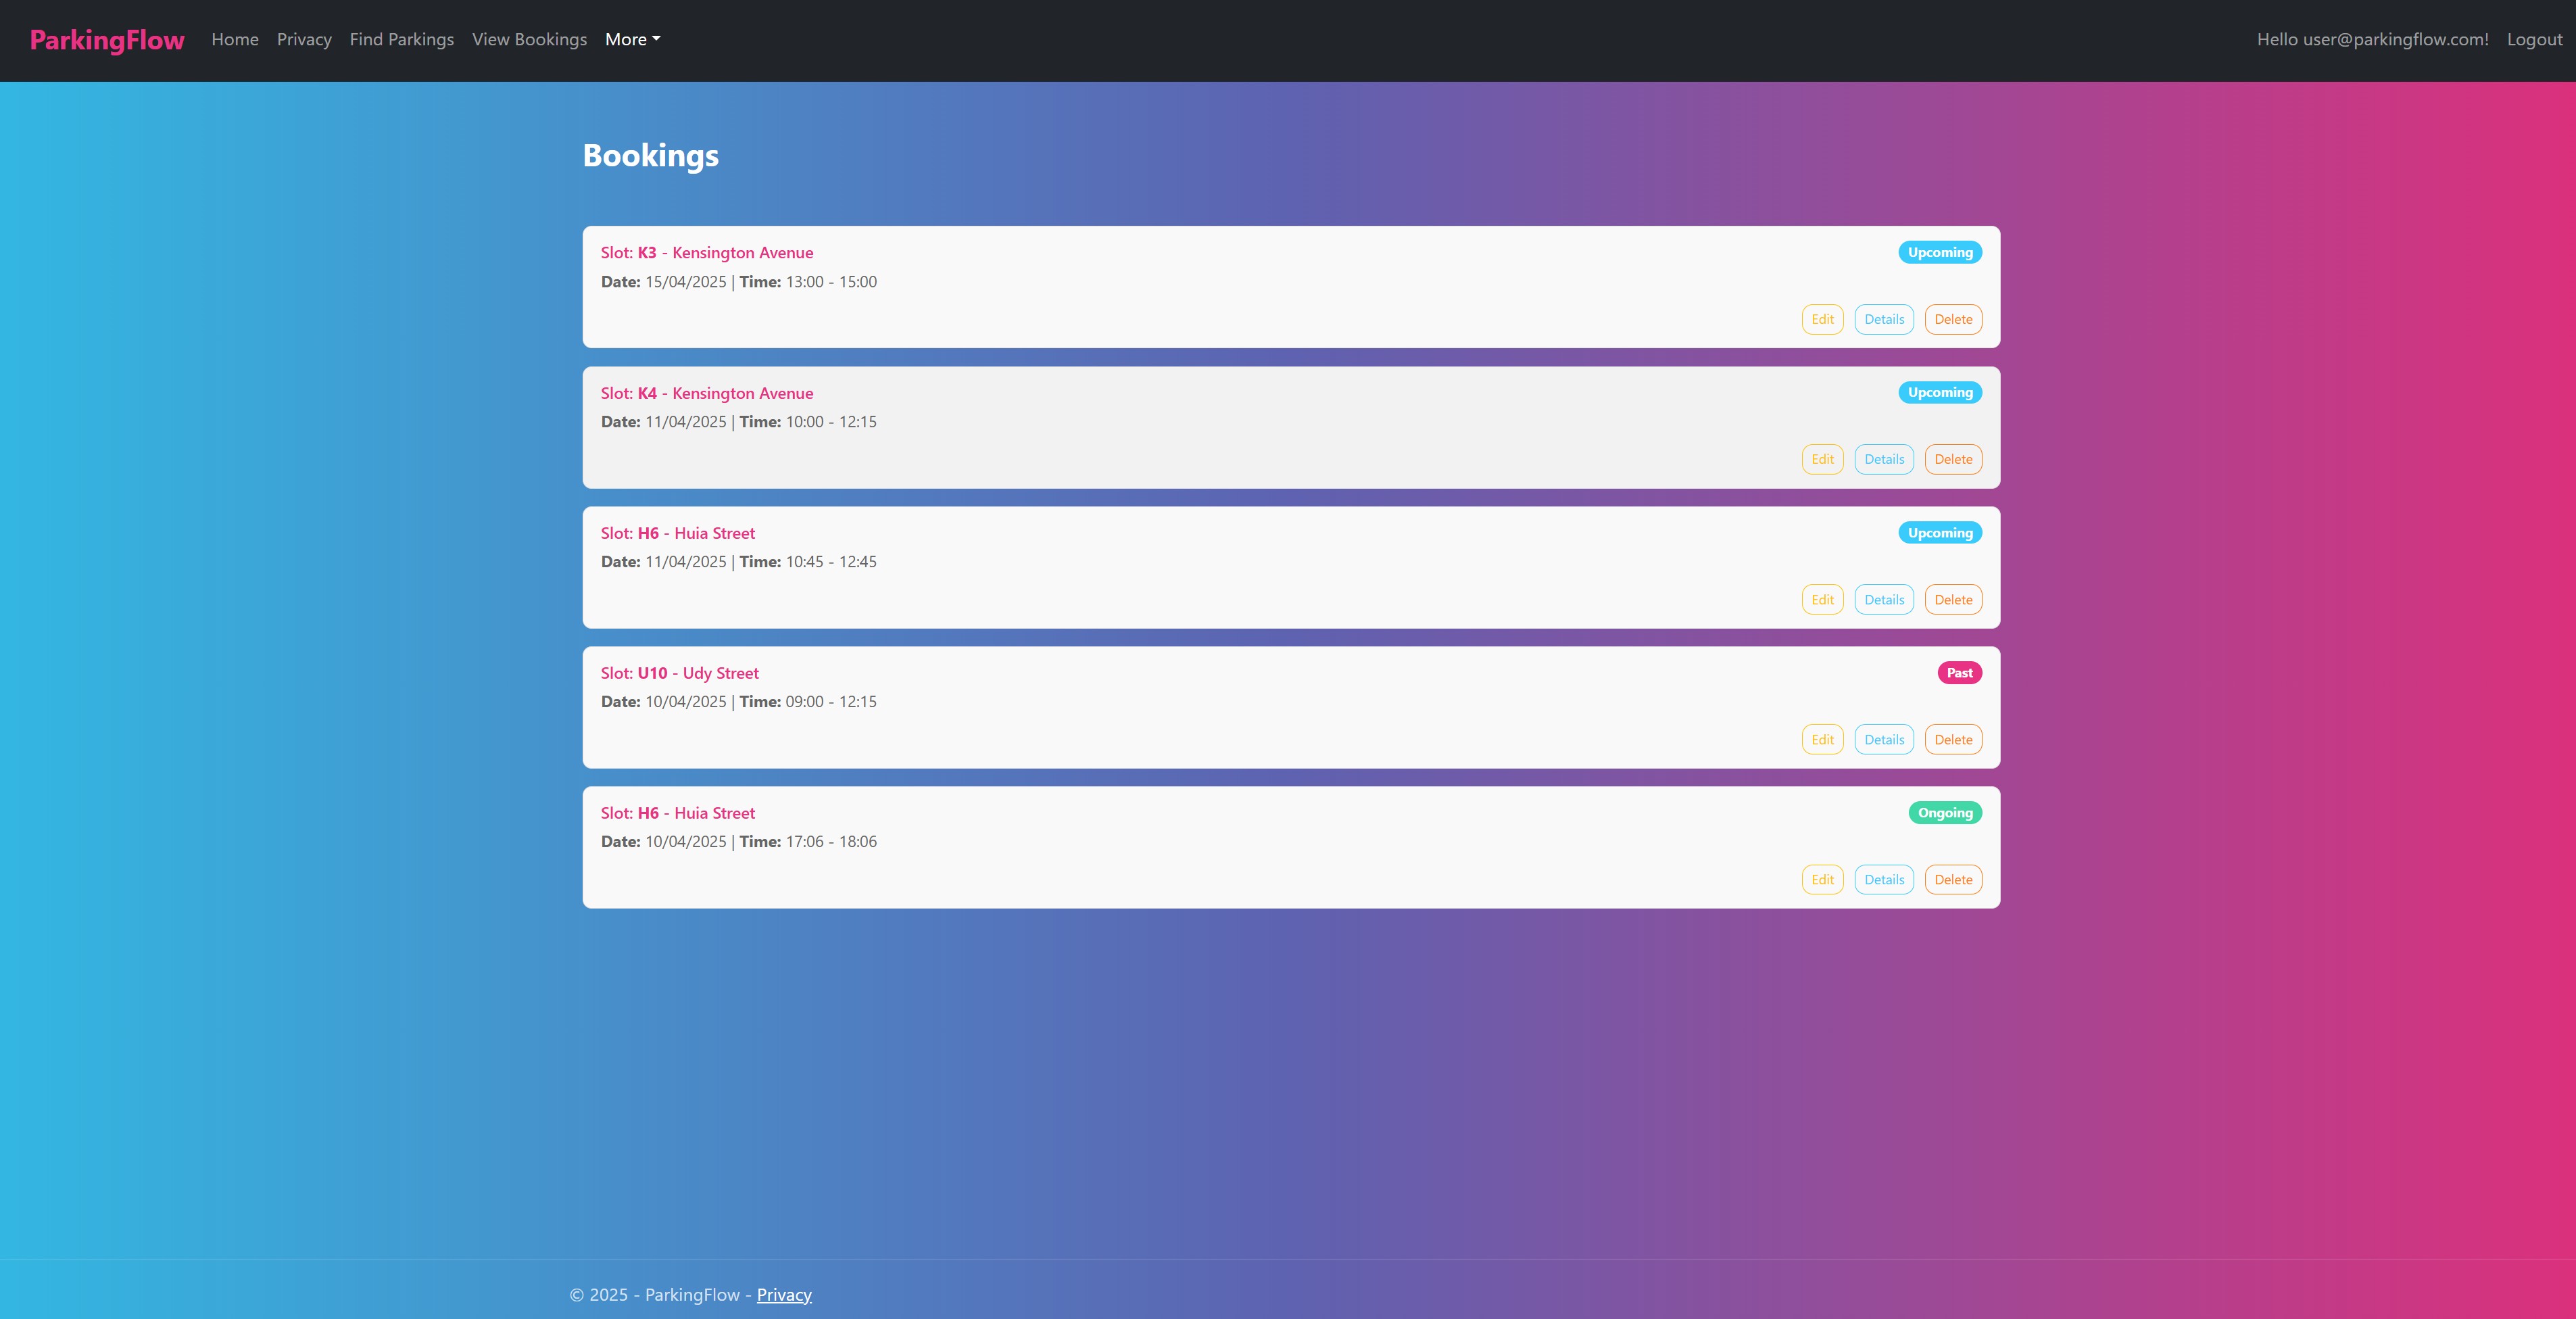 ParkingFlow Home Privacy Find Parkings View Bookings More Hello user@parkingflow.com! Logout
Bookings
Slot: K3 - Kensington Avenue Upcoming
Date: 15/04/2025 | Time: 13:00 - 15:00
Edit Details Delete
Slot: K4 - Kensington Avenue Upcoming
Date: 11/04/2025 | Time: 10:00 - 12:15
Edit Details Delete
Slot: H6 - Huia Street Upcoming
Date: 11/04/2025 | Time: 10:45 - 12:45
Edit Details Delete
Slot: U10 - Udy Street Past
Date: 10/04/2025 | Time: 09:00 - 12:15
Edit Details Delete
Slot: H6 - Huia Street Ongoing
Date: 10/04/2025 | Time: 17:06 - 18:06
Edit Details Delete
© 2025 - ParkingFlow - Privacy